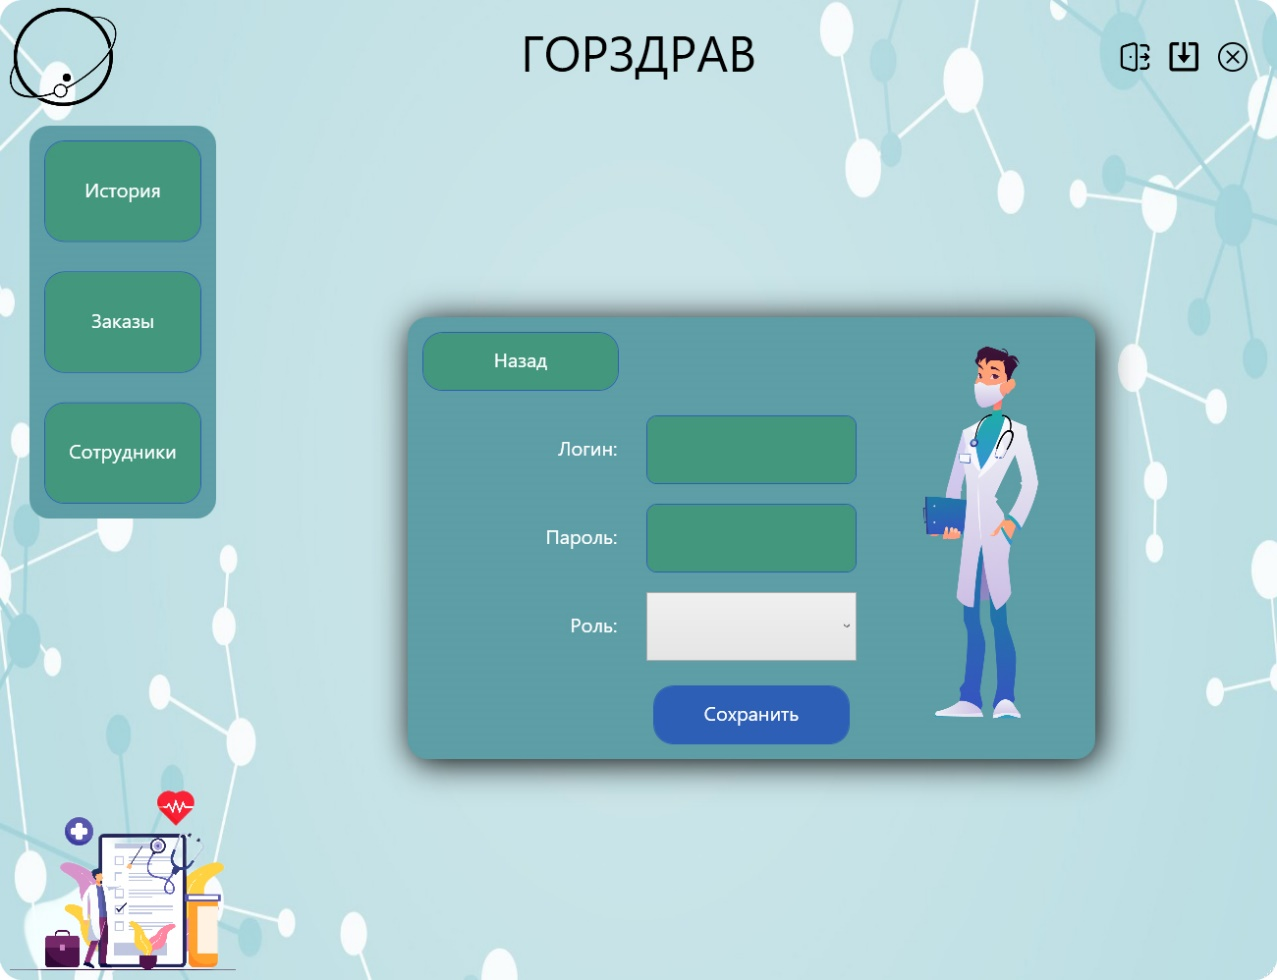 ГОРЗДРАВ
История
Заказы
Сотрудники
Назад
Логин:
Пароль:
Роль:
Сохранить